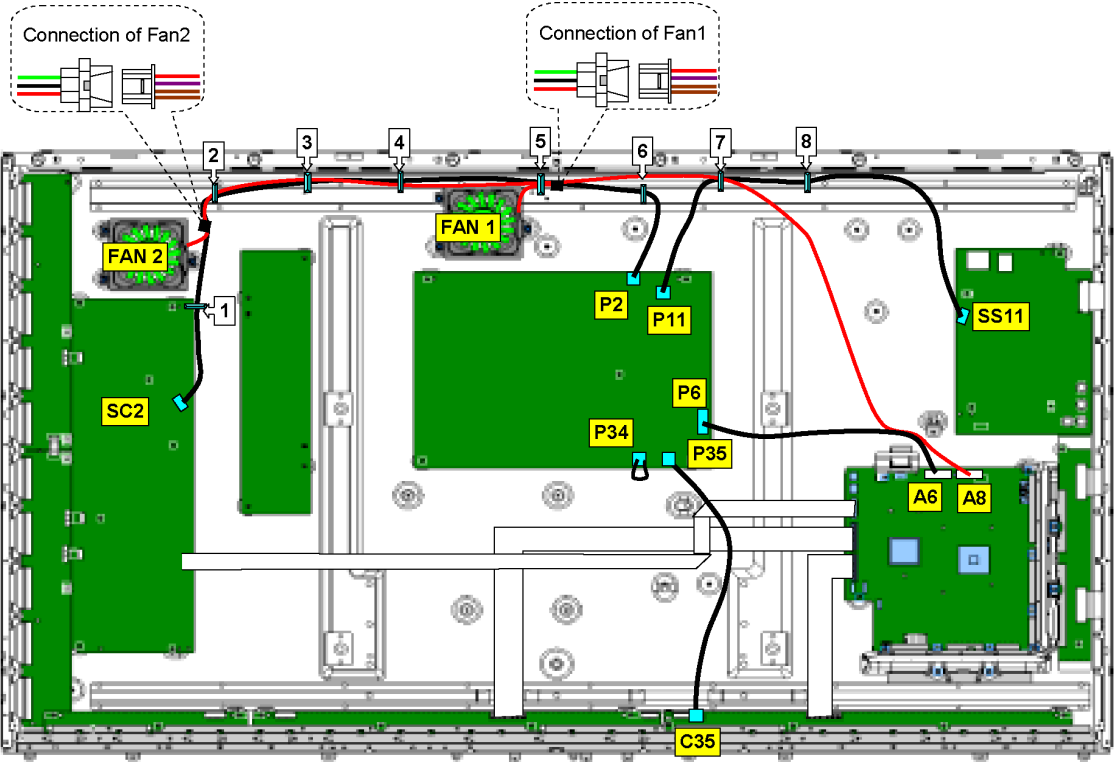 Connection of Fan2
Connection of Fan1
2
3
4
5
6
7
8
FAN 2
FAN 1
1
P2
P11
SS11
SC2
P6
P34
P35
A6
A8
C35